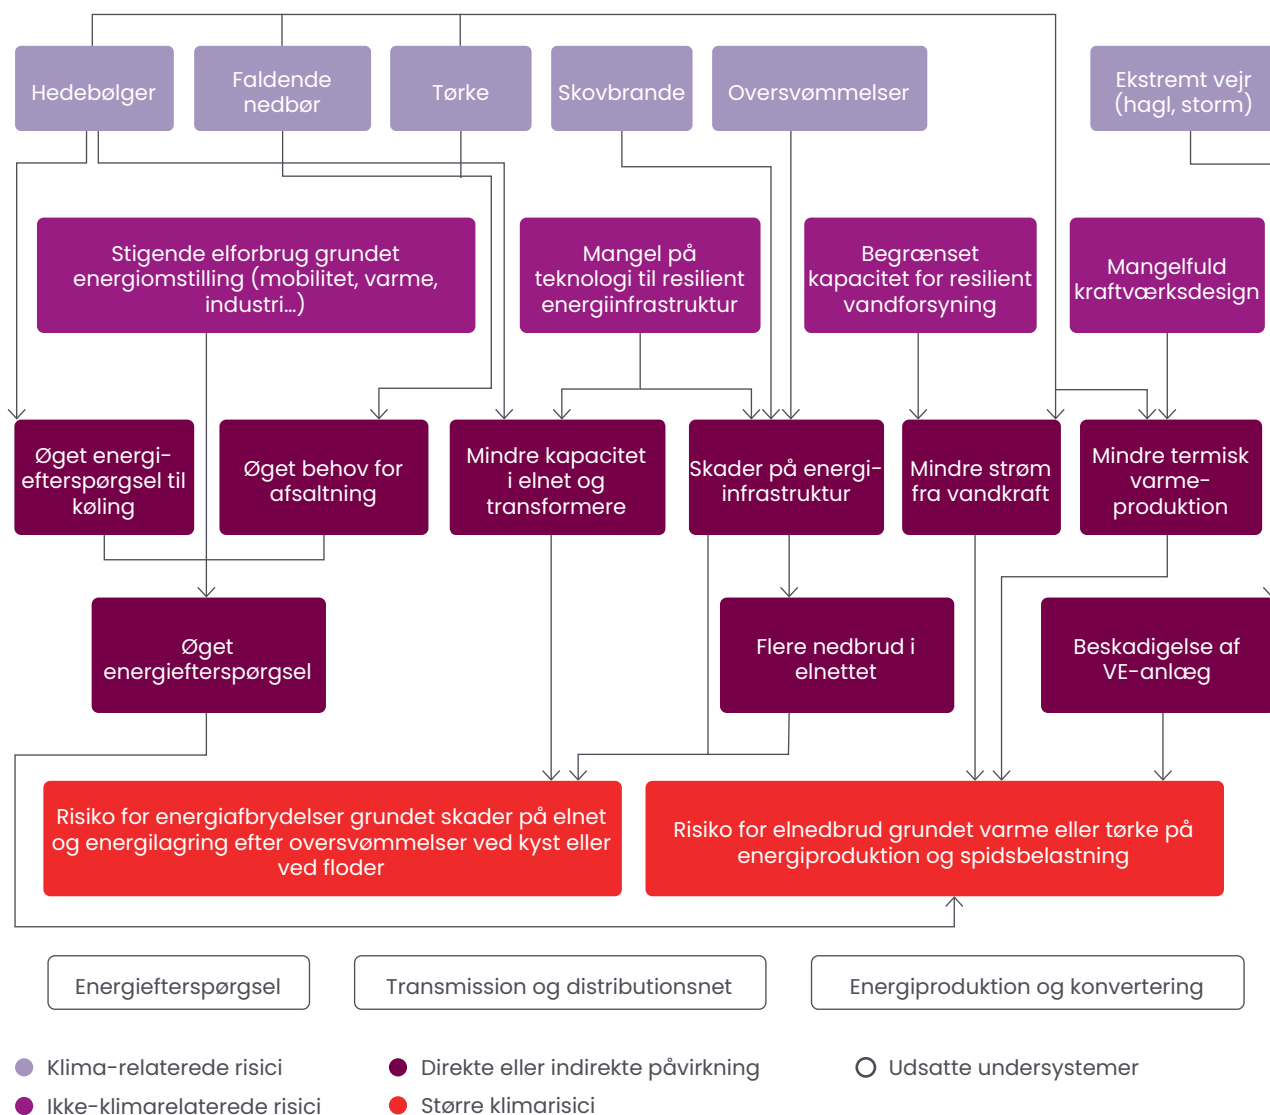 Hedebølger
Faldende
nedbør
Tørke
Skovbrande
Oversvømmelser
Ekstremt vejr
(hagl, storm)
Stigende elforbrug grundet
energiomstilling (mobilitet, varme,
industri...)
Mangel på
teknologi til resilient
energiinfrastruktur
Begrænset
kapacitet for resilient
vandforsyning
Mangelfuld
kraftværksdesign
Øget energi-
efterspørgsel til
køling
Øget behov for
afsaltning
Mindre kapacitet
i elnet og
transformere
Skader på energi-
infrastruktur
Mindre strøm
fra vandkraft
Mindre termisk
varme-
produktion
Øget
energiefterspørgsel
Flere nedbrud i
elnettet
Beskadigelse af
VE-anlæg
Risiko for energiafbrydelser grundet skader på elnet
og energilagring efter oversvømmelser ved kyst eller
ved floder
Risiko for elnedbrud grundet varme eller tørke på
energiproduktion og spidsbelastning
Energiefterspørgsel
Transmission og distributionsnet
Energiproduktion og konvertering
Klima-relaterede risici
Direkte eller indirekte påvirkning
Udsatte undersystemer
Ikke-klimarelaterede risici
Større klimarisici